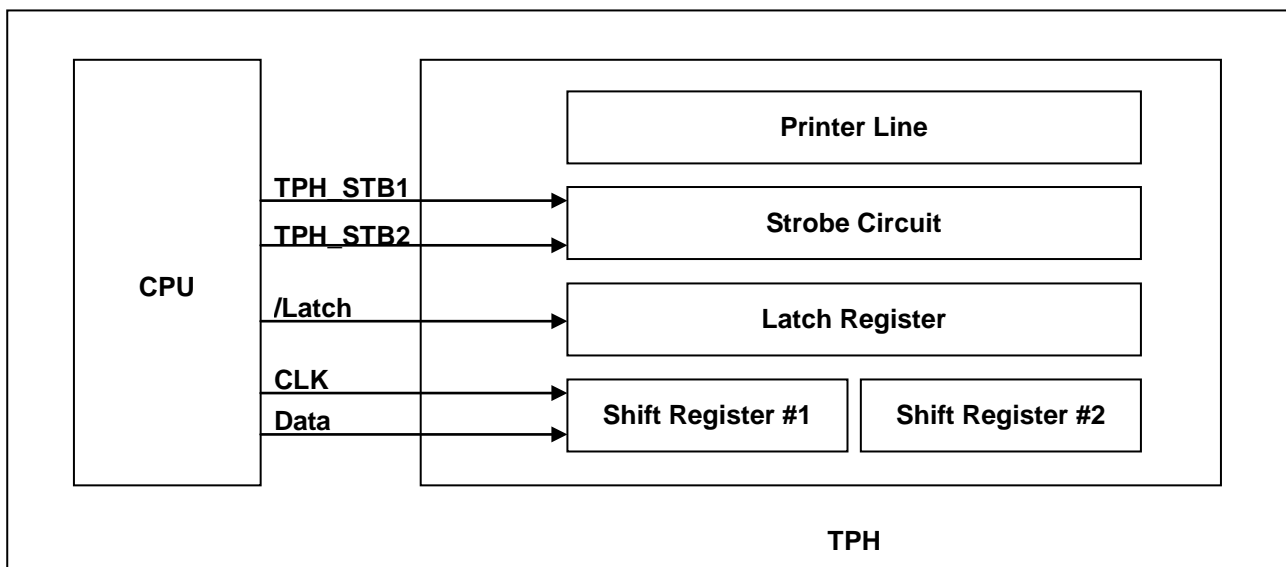 Printer Line
TPH_STB1
Strobe Circuit
TPH_STB2
CPU
/Latch
Latch Register
CLK
Data
Shift Register #1
Shift Register #2
TPH